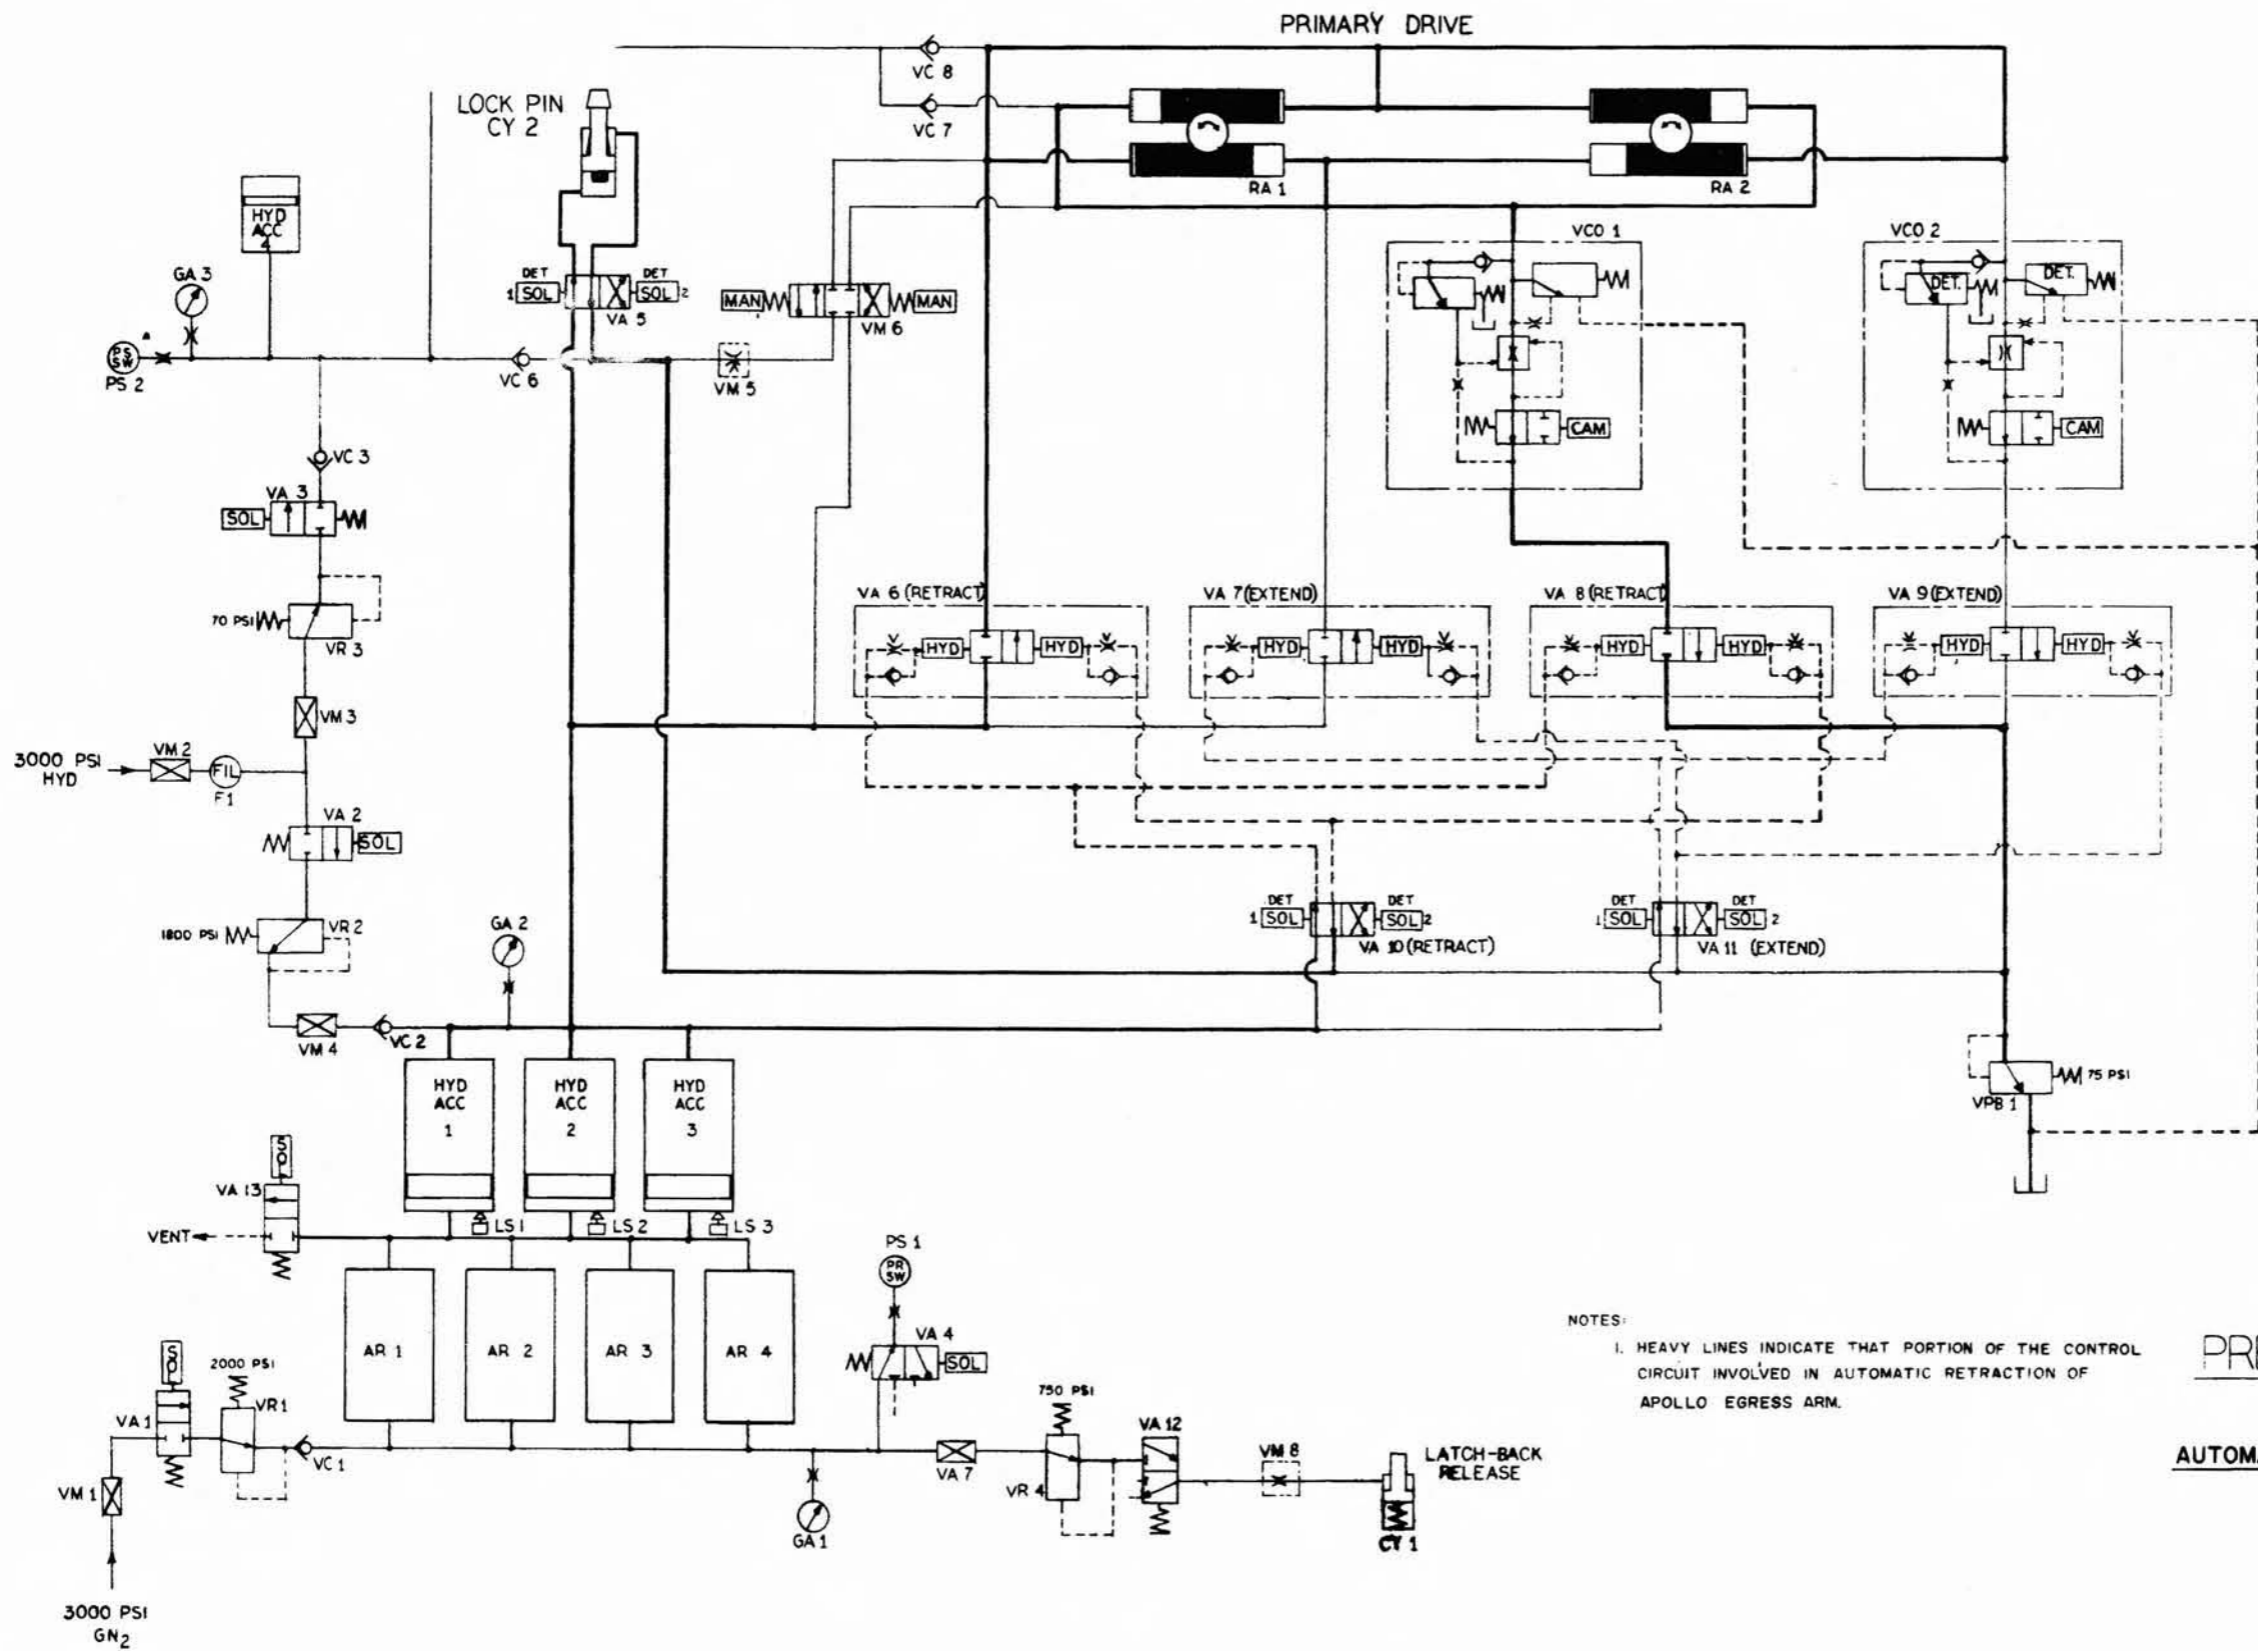 PRIMARY DRIVE
VC 8
LOCK PIN
CY 2
VC 7
RA 1
RA 2
HYD
ACC
4
GA 3
VCO 1
VCO 2
DET
DET
1 SOL
SOL 2
VA 5
MAN
MAN
VM 6
DET.
DET.
PS
SW
PS 2
VC 6
VM 5
CAM
CAM
VC 3
VA 3
SOL
70 PSI
VR 3
VA 6 (RETRACT)
VA 7 (EXTEND)
VA 8 (RETRACT)
VA 9 (EXTEND)
HYD
HYD
HYD
HYD
HYD
HYD
HYD
HYD
VM 3
3000 PSI
HYD
VM 2
FIL
F1
VA 2
SOL
1800 PSI
VR 2
GA 2
DET
DET
1 SOL
SOL 2
VA 10 (RETRACT)
DET
DET
1 SOL
SOL 2
VA 11 (EXTEND)
VM 4
VC 2
HYD
ACC
1
HYD
ACC
2
HYD
ACC
3
75 PSI
VPB 1
SOL
VA 13
VENT
LS 1
LS 2
LS 3
PS 1
PR
SW
AR 1
AR 2
AR 3
AR 4
VA 4
SOL
NOTES:
1. HEAVY LINES INDICATE THAT PORTION OF THE CONTROL
CIRCUIT INVOLVED IN AUTOMATIC RETRACTION OF
APOLLO EGRESS ARM.
PRI
SOL
2000 PSI
VR 1
VA 1
VC 1
VM 1
750 PSI
VA 12
VA 7
VR 4
VM 8
LATCH-BACK
RELEASE
AUTOMA
GA 1
CY 1
3000 PSI
GN2